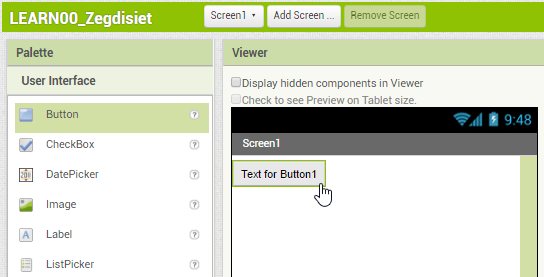 LEARN00_Zegdisiet
Screen1
Add Screen ...
Remove Screen
Palette
User Interface
Button
?
CheckBox
?
DatePicker
?
Image
?
Label
?
ListPicker
?
Viewer
Display hidden components in Viewer
Check to see Preview on Tablet size.
9:48
Screen1
Text for Button1